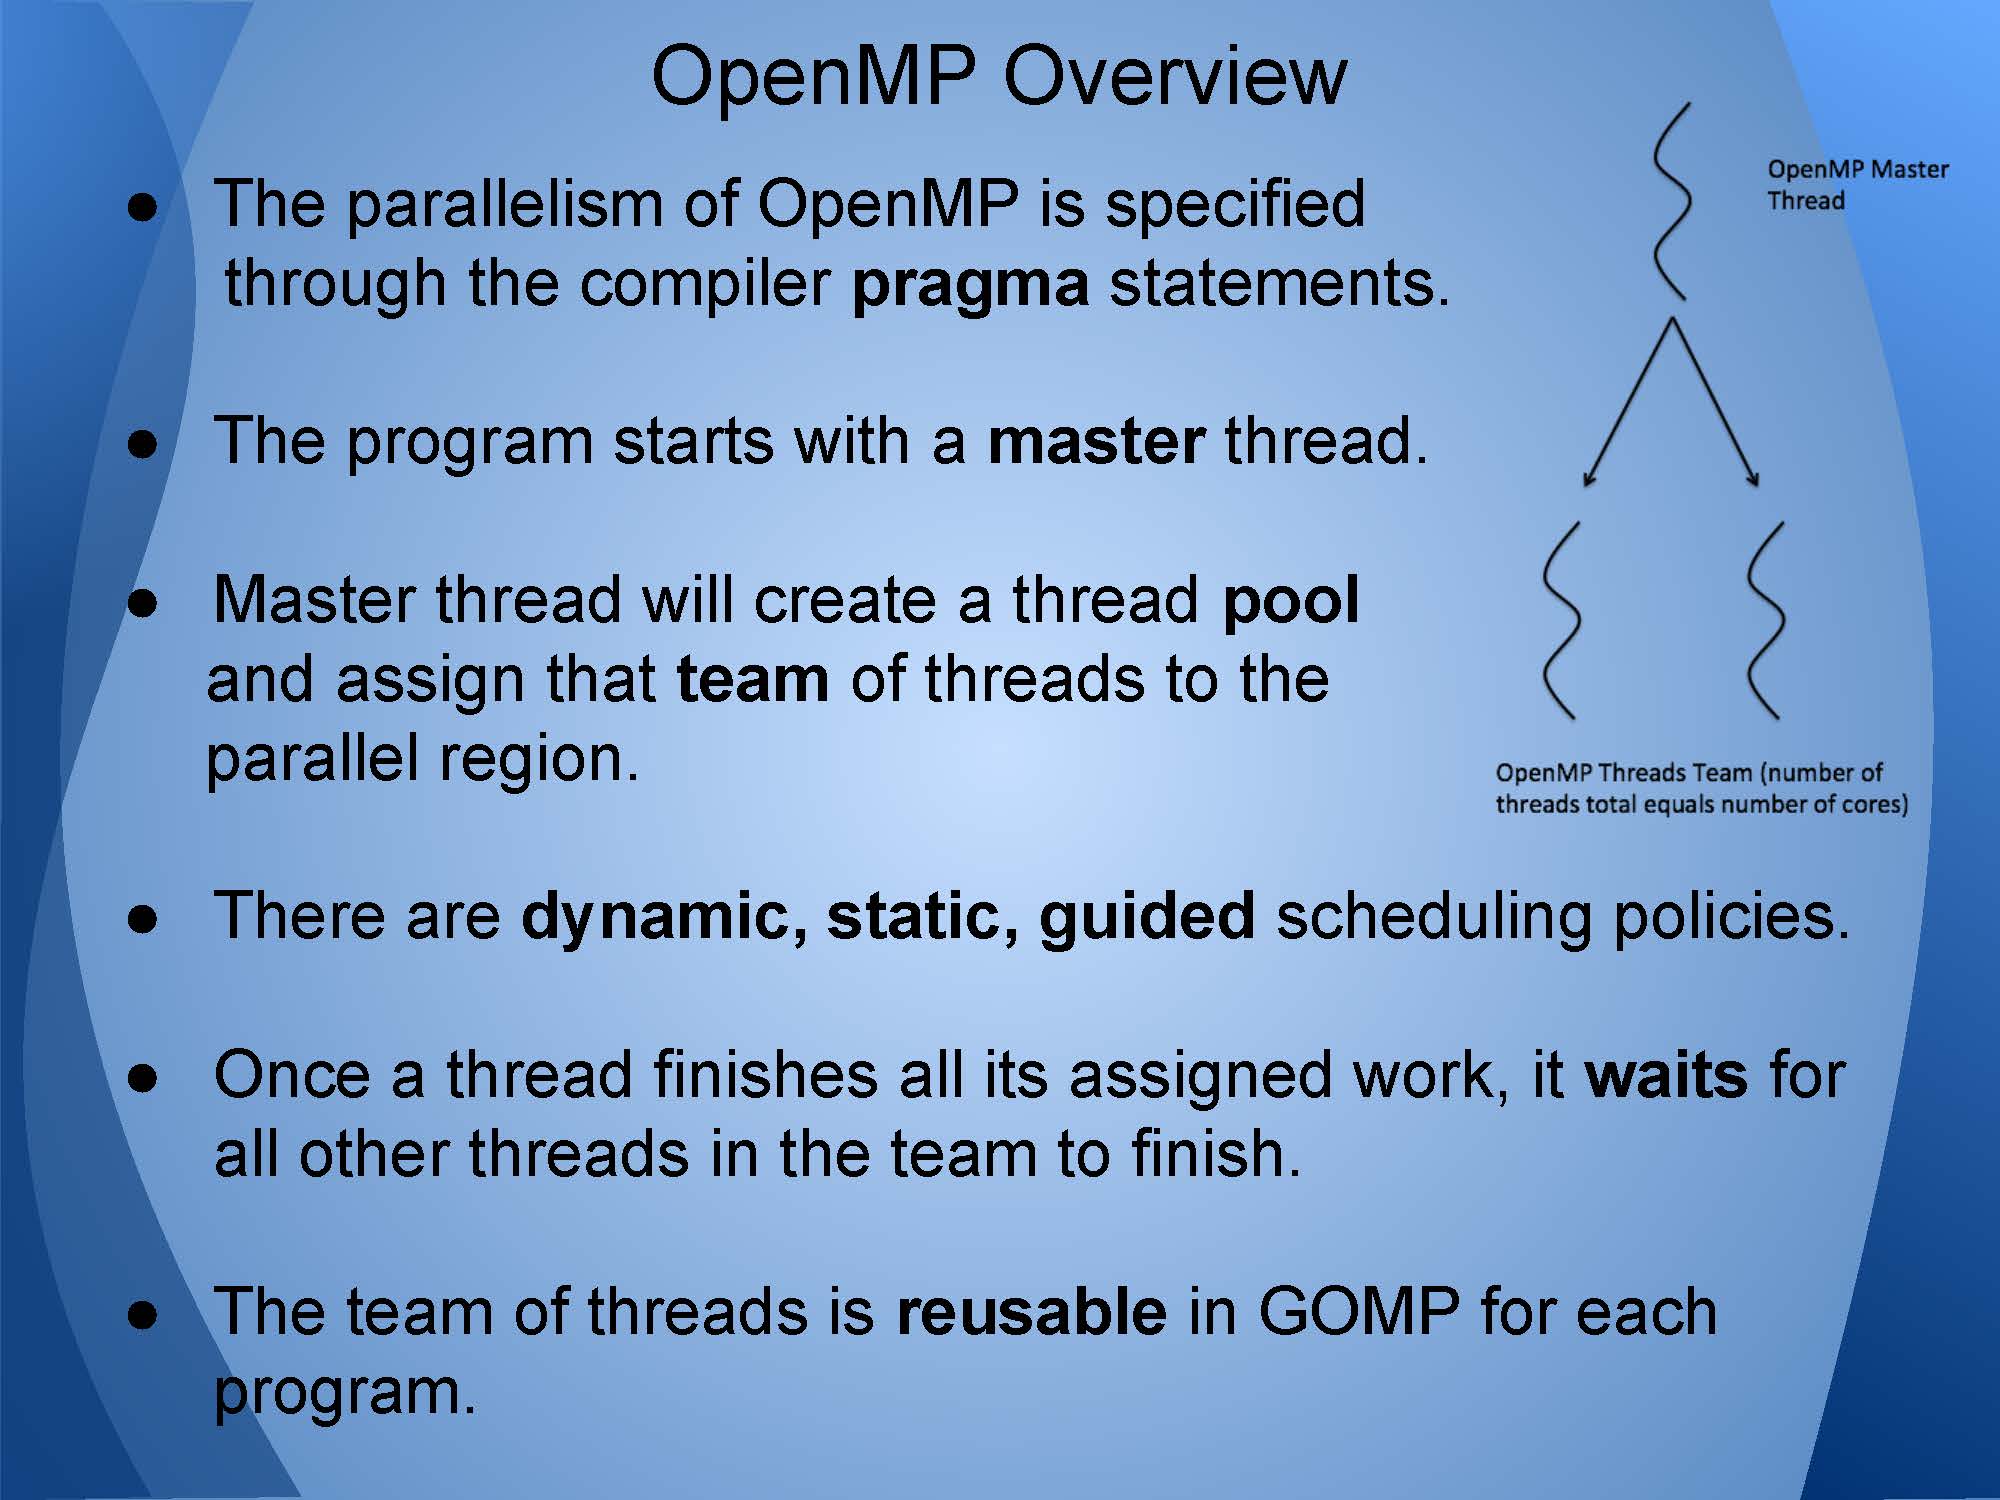 OpenMP Overview
● The parallelism of OpenMP is specified
through the compiler pragma statements.
● The program starts with a master thread.
● Master thread will create a thread pool
and assign that team of threads to the
parallel region.
● There are dynamic, static, guided scheduling policies.
● Once a thread finishes all its assigned work, it waits for
all other threads in the team to finish.
● The team of threads is reusable in GOMP for each
program.
OpenMP Master
Thread
OpenMP Threads Team (number of
threads total equals number of cores)